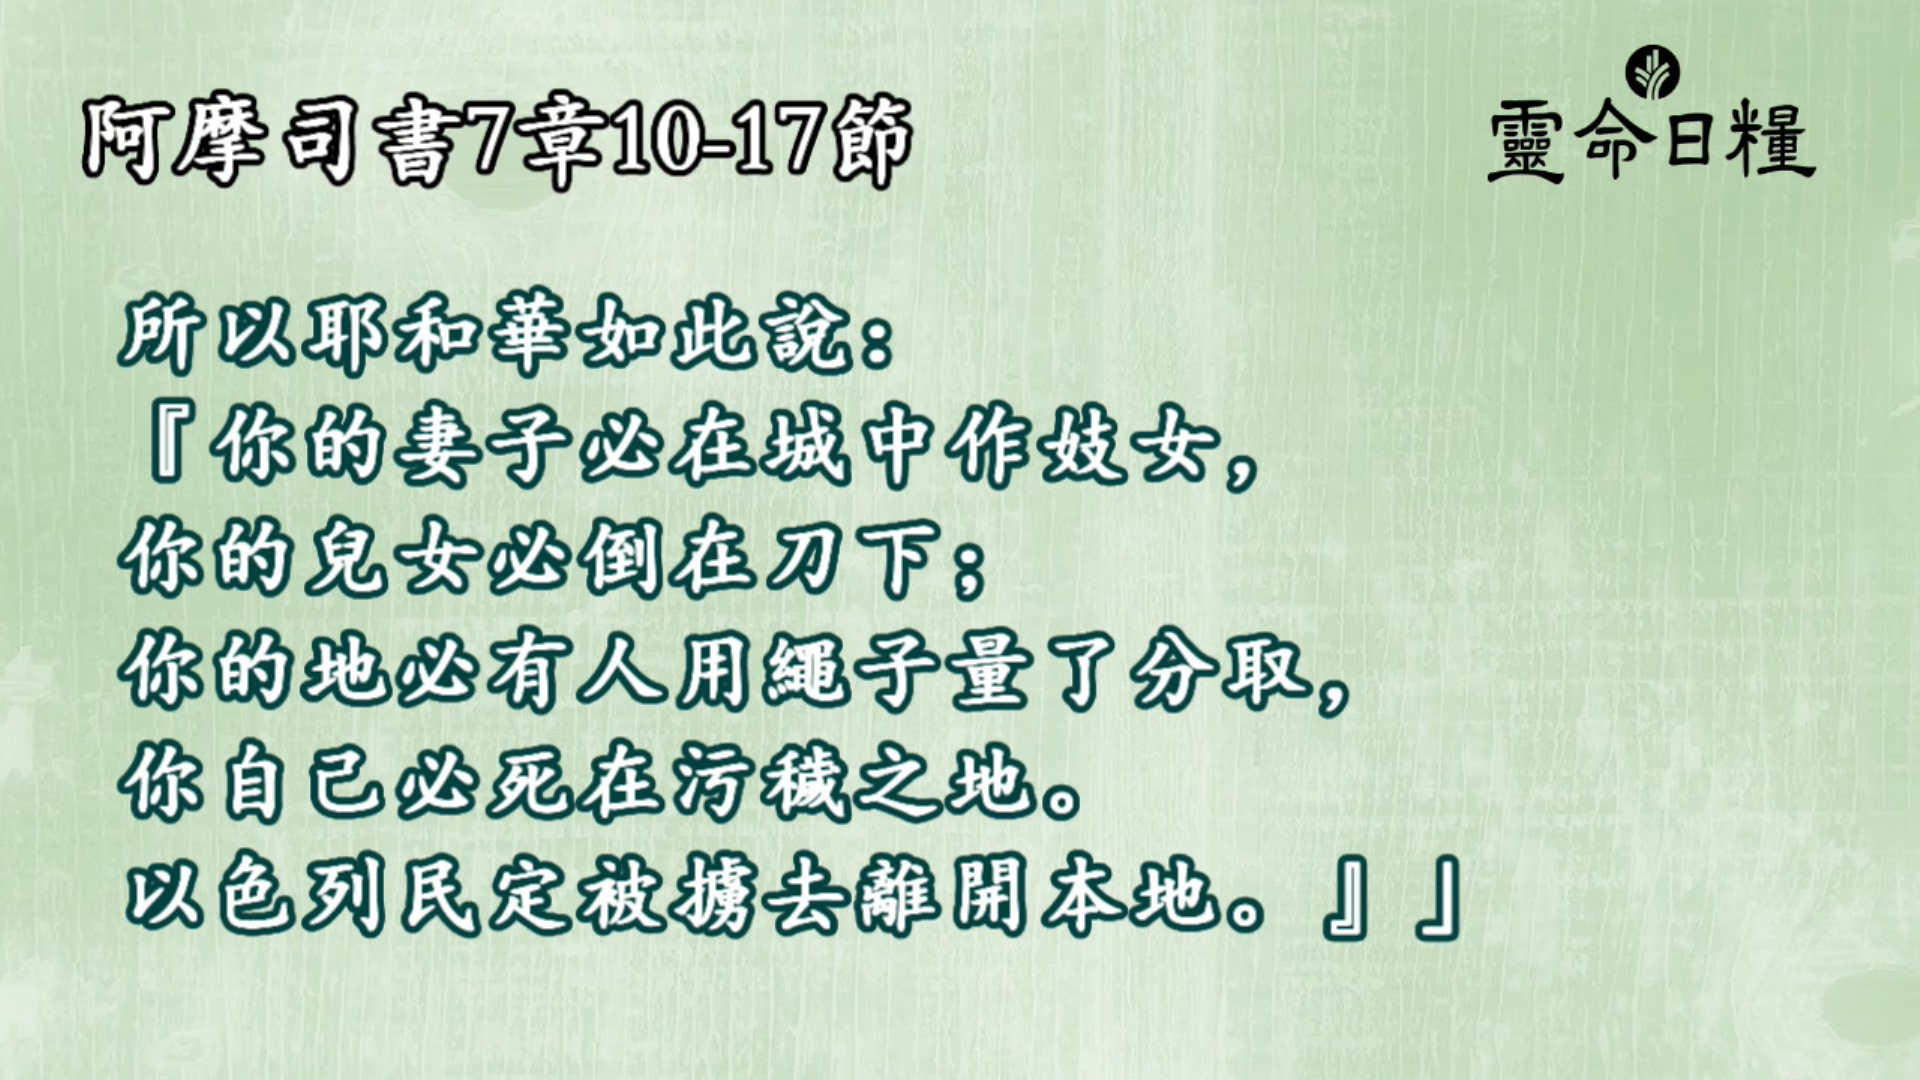 阿摩司書7章10-17節
靈命日糧
所以耶和華如此說：
『你的妻子必在城中作妓女，
你的兒女必倒在刀下；
你的地必有人用繩子量了分取，
你自己必死在污穢之地。
以色列民定被擄去離開本地。』」